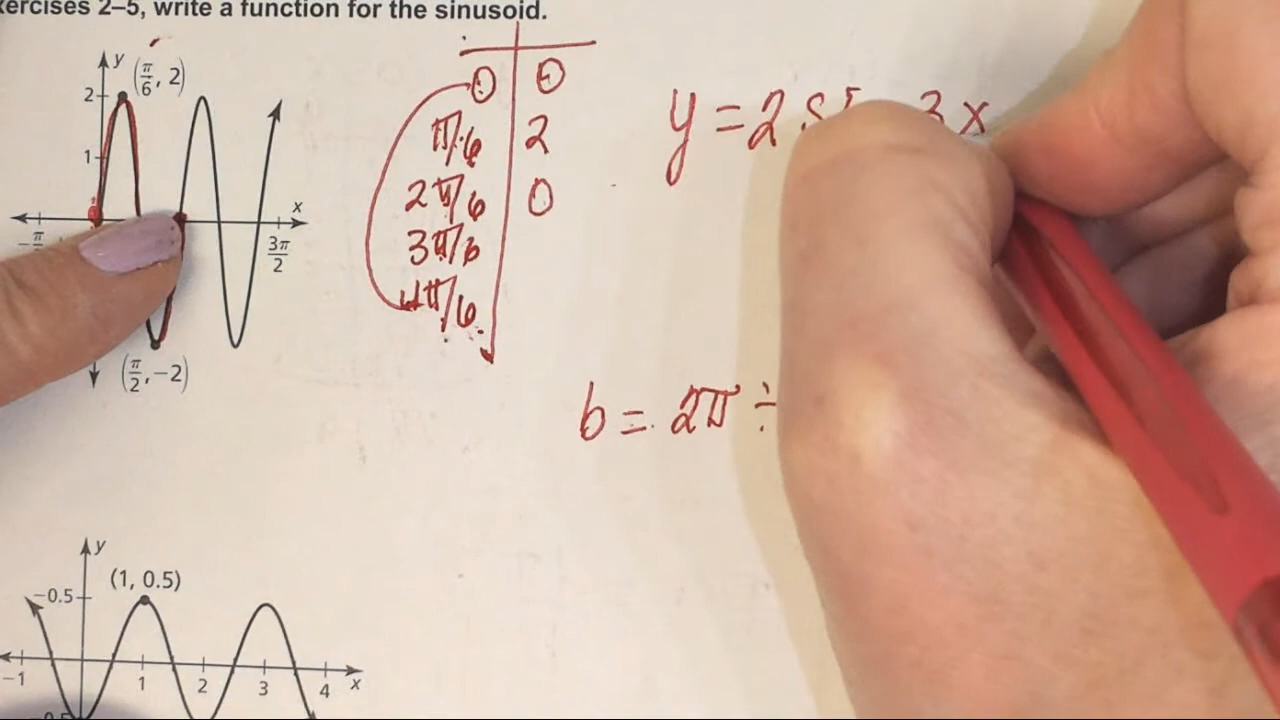 ercises 2–5, write a function for the sinusoid.
y
(π/6, 2)
2
1
x
3π/2
(π/2, −2)
0 0
π/6 2
2π/6 0
3π/6
4π/6
y = 2 3x
b = 2π ÷
y
(1, 0.5)
0.5
−1 1 2 3 4 x